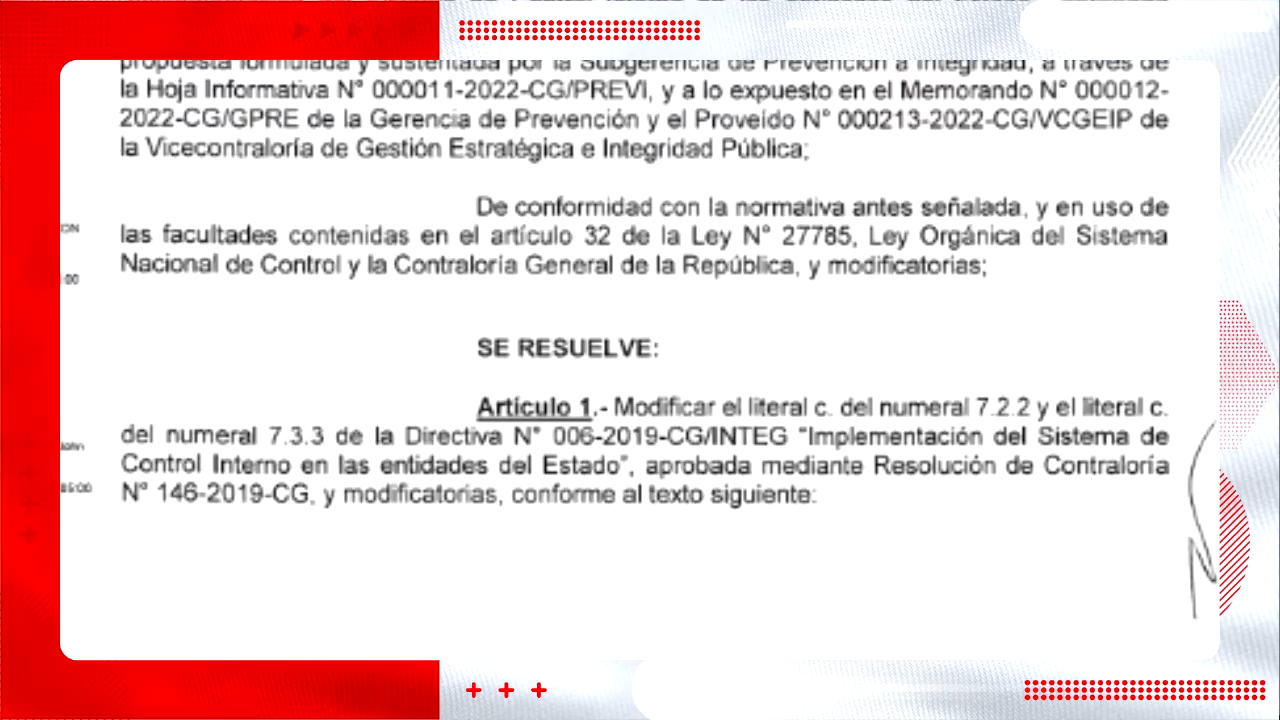 propuesta formulada y sustentada por la Subgerencia de Prevención e Integridad, a través de
la Hoja Informativa N° 000011-2022-CG/PREVI, y a lo expuesto en el Memorando N° 000012-
2022-CG/GPRE de la Gerencia de Prevención y el Proveído N° 000213-2022-CG/VCGEIP de
la Vicecontraloría de Gestión Estratégica e Integridad Pública;
De conformidad con la normativa antes señalada, y en uso de
las facultades contenidas en el artículo 32 de la Ley N° 27785, Ley Orgánica del Sistema
Nacional de Control y la Contraloría General de la República, y modificatorias;
SE RESUELVE:
Artículo 1.- Modificar el literal c. del numeral 7.2.2 y el literal c.
del numeral 7.3.3 de la Directiva N° 006-2019-CG/INTEG "Implementación del Sistema de
Control Interno en las entidades del Estado", aprobada mediante Resolución de Contraloría
N° 146-2019-CG, y modificatorias, conforme al texto siguiente: